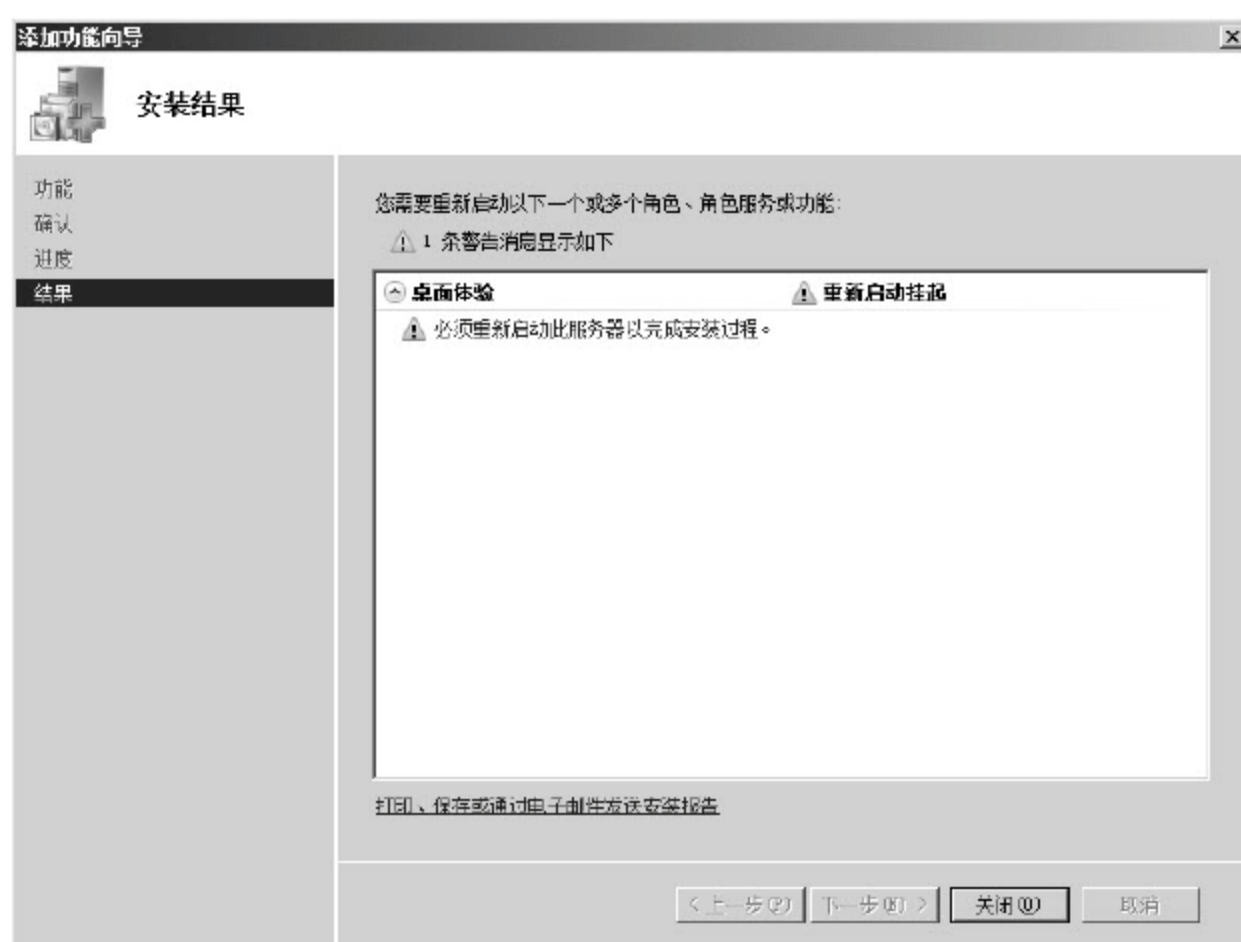 添加功能向导
安装结果
功能
确认
进度
结果
您需要重新启动以下一个或多个角色、角色服务或功能:
1 条警告消息显示如下
桌面体验 重新启动挂起
必须重新启动此服务器以完成安装过程。
打印、保存或通过电子邮件发送安装报告
< 上一步(P) 下一步(N) > 关闭(O) 取消